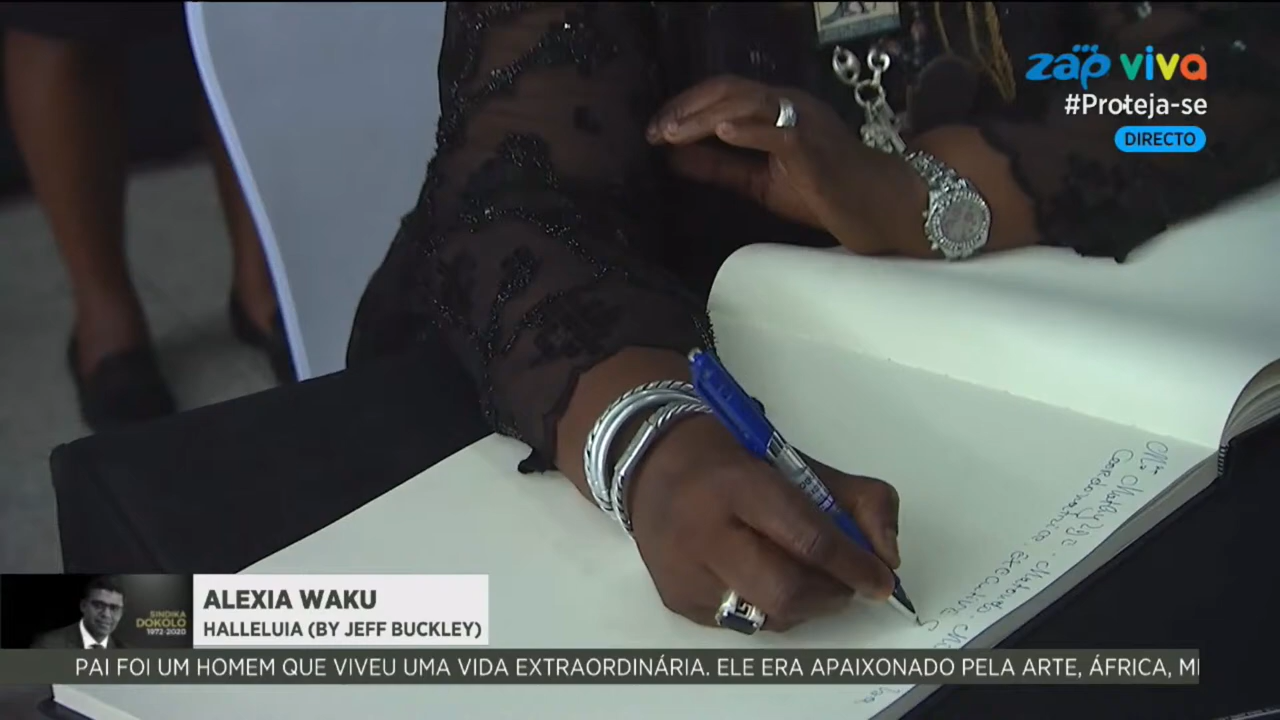 zap viva
#Proteja-se
DIRECTO
SINDIKA
DOKOLO
1972-2020
ALEXIA WAKU
HALLELUIA (BY JEFF BUCKLEY)
PAI FOI UM HOMEM QUE VIVEU UMA VIDA EXTRAORDINÁRIA. ELE ERA APAIXONADO PELA ARTE, ÁFRICA, M